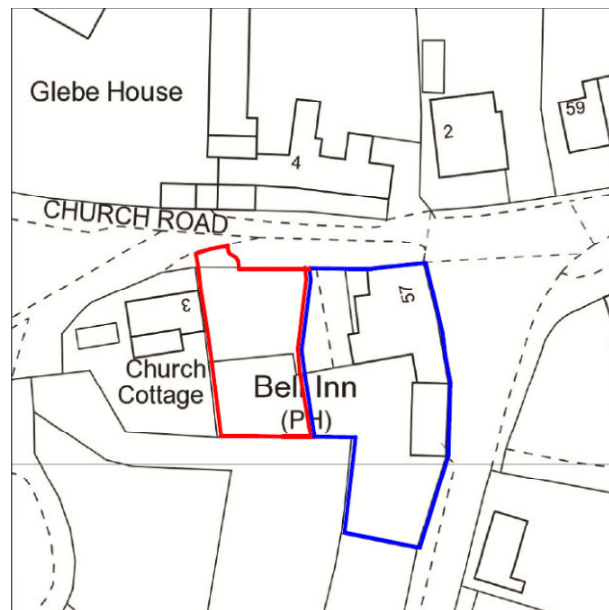 Glebe House
59
2
4
CHURCH ROAD
3
57
Church
Cottage
Bell Inn
(PH)